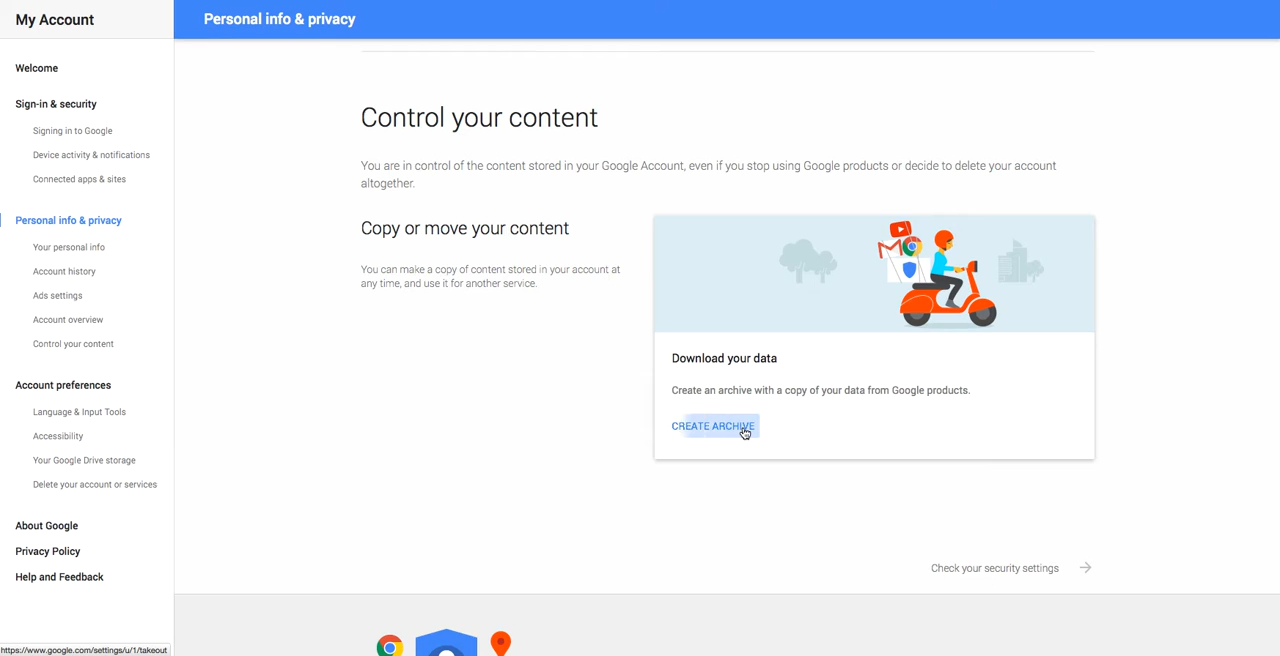 My Account
Personal info & privacy
Welcome
Sign-in & security
Signing in to Google
Device activity & notifications
Connected apps & sites
Personal info & privacy
Your personal info
Account history
Ads settings
Account overview
Control your content
Account preferences
Language & Input Tools
Accessibility
Your Google Drive storage
Delete your account or services
About Google
Privacy Policy
Help and Feedback
Control your content
You are in control of the content stored in your Google Account, even if you stop using Google products or decide to delete your account
altogether.
Copy or move your content
You can make a copy of content stored in your account at
any time, and use it for another service.
Download your data
Create an archive with a copy of your data from Google products.
CREATE ARCHIVE
Check your security settings
https://www.google.com/settings/u/1/takeout